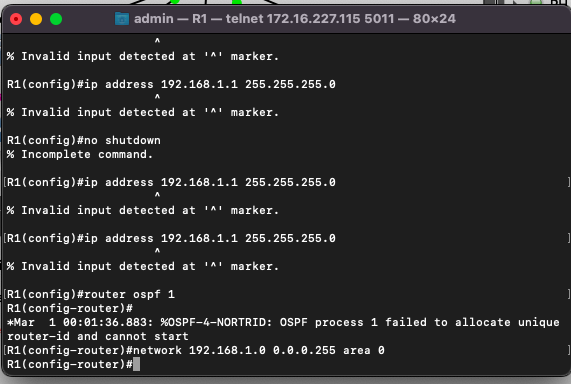 admin — R1 — telnet 172.16.227.115 5011 — 80×24
^
% Invalid input detected at '^' marker.
R1(config)#ip address 192.168.1.1 255.255.255.0
^
% Invalid input detected at '^' marker.
R1(config)#no shutdown
% Incomplete command.
[R1(config)#ip address 192.168.1.1 255.255.255.0 ]
^
% Invalid input detected at '^' marker.
[R1(config)#ip address 192.168.1.1 255.255.255.0 ]
^
% Invalid input detected at '^' marker.
[R1(config)#router ospf 1 ]
R1(config-router)#
*Mar  1 00:01:36.883: %OSPF-4-NORTRID: OSPF process 1 failed to allocate unique
router-id and cannot start
[R1(config-router)#network 192.168.1.0 0.0.0.255 area 0 ]
R1(config-router)#